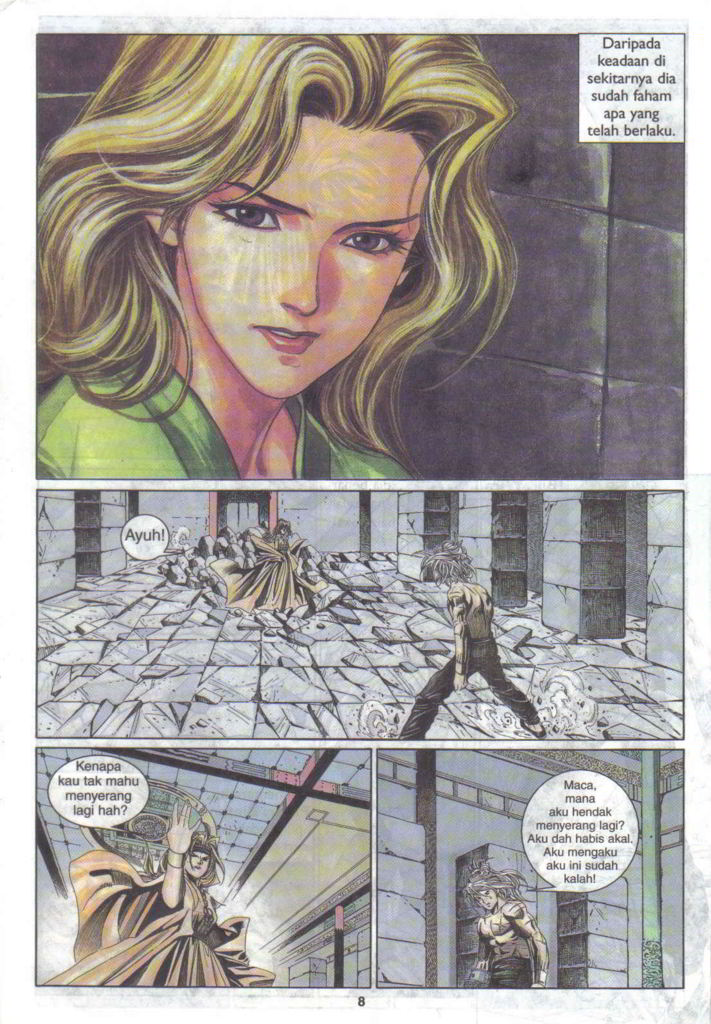 Daripada
keadaan di
sekitarnya dia
sudah faham
apa yang
telah berlaku.
Ayuh!
Kenapa
kau tak mahu
menyerang
lagi hah?
Maca,
mana
aku hendak
menyerang lagi?
Aku dah habis akal.
Aku mengaku
aku ini sudah
kalah!
8